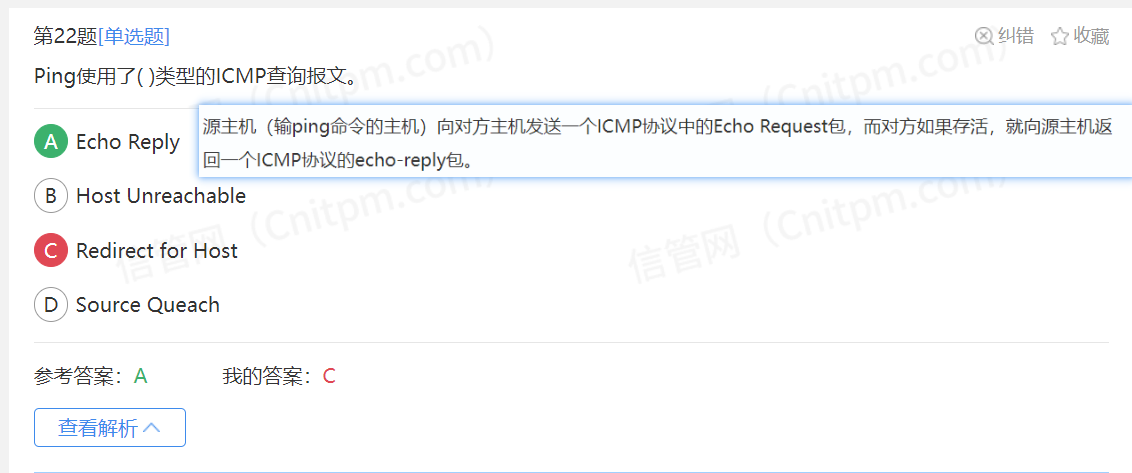 第22题[单选题] 纠错 收藏
Ping使用了( )类型的ICMP查询报文。
A Echo Reply
源主机（输ping命令的主机）向对方主机发送一个ICMP协议中的Echo Request包，而对方如果存活，就向源主机返
回一个ICMP协议的echo-reply包。
B Host Unreachable
C Redirect for Host
D Source Queach
参考答案：A 我的答案：C
查看解析
信管网（Cnitpm.com）
信管网（Cnitpm.com）